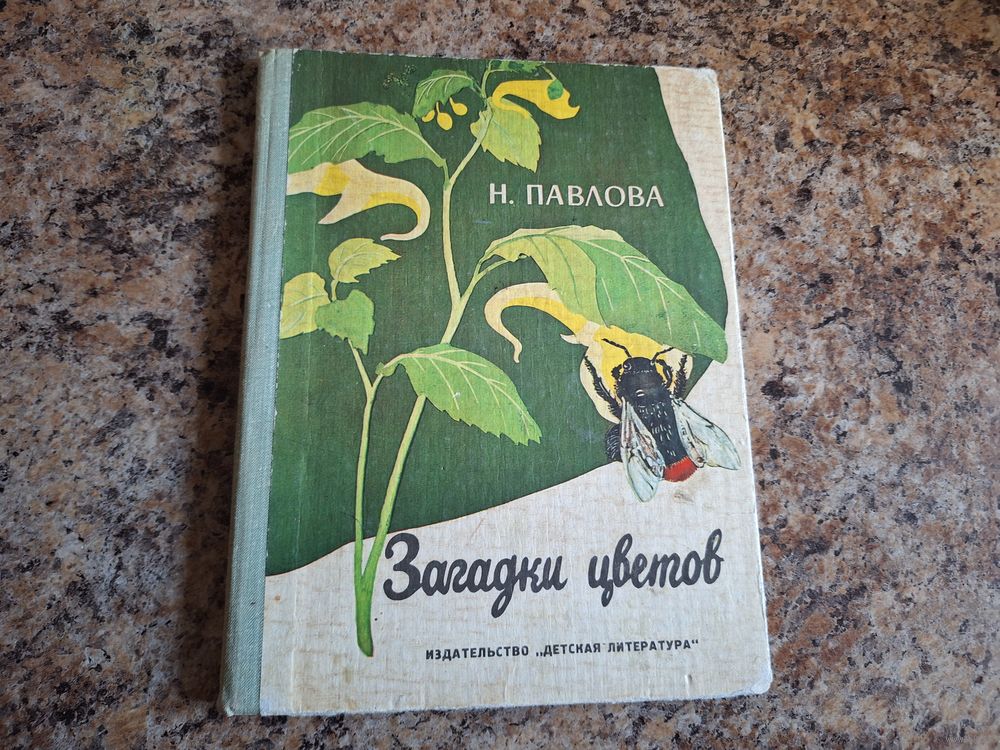 Н. ПАВЛОВА
Загадки цветов
ИЗДАТЕЛЬСТВО „ДЕТСКАЯ ЛИТЕРАТУРА"